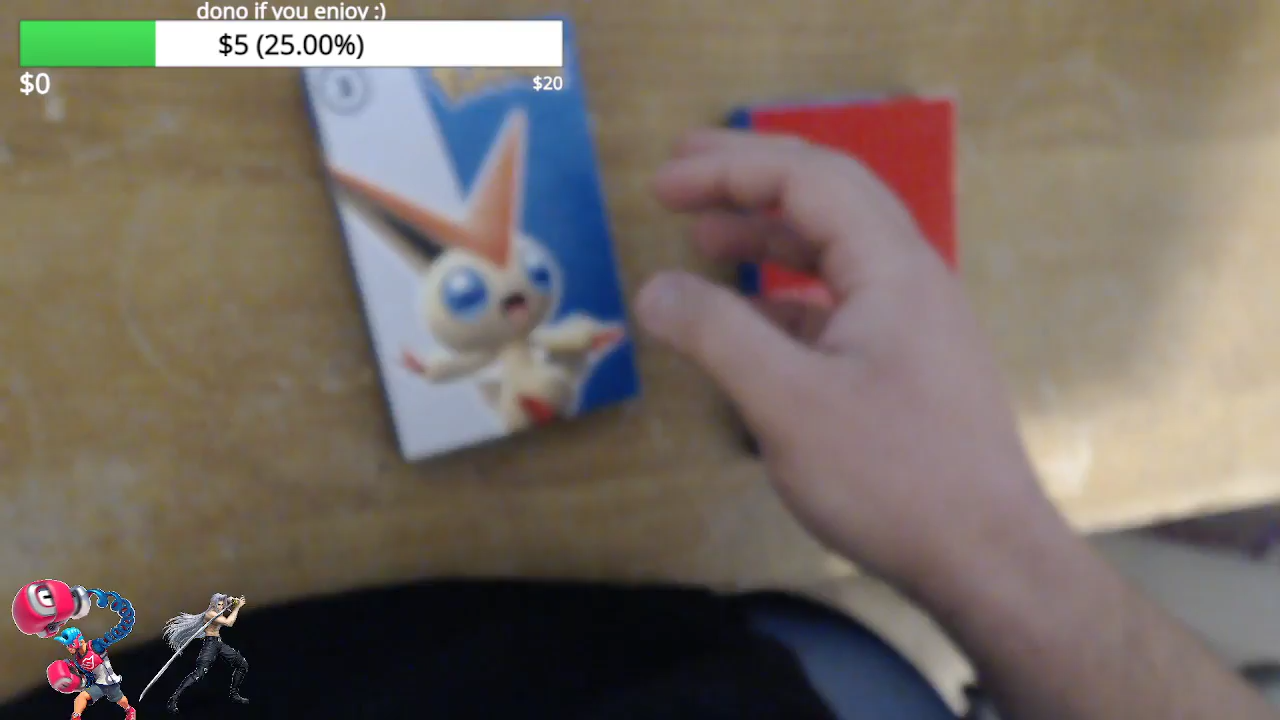 dono if you enjoy :)
$5 (25.00%)
$0
$20